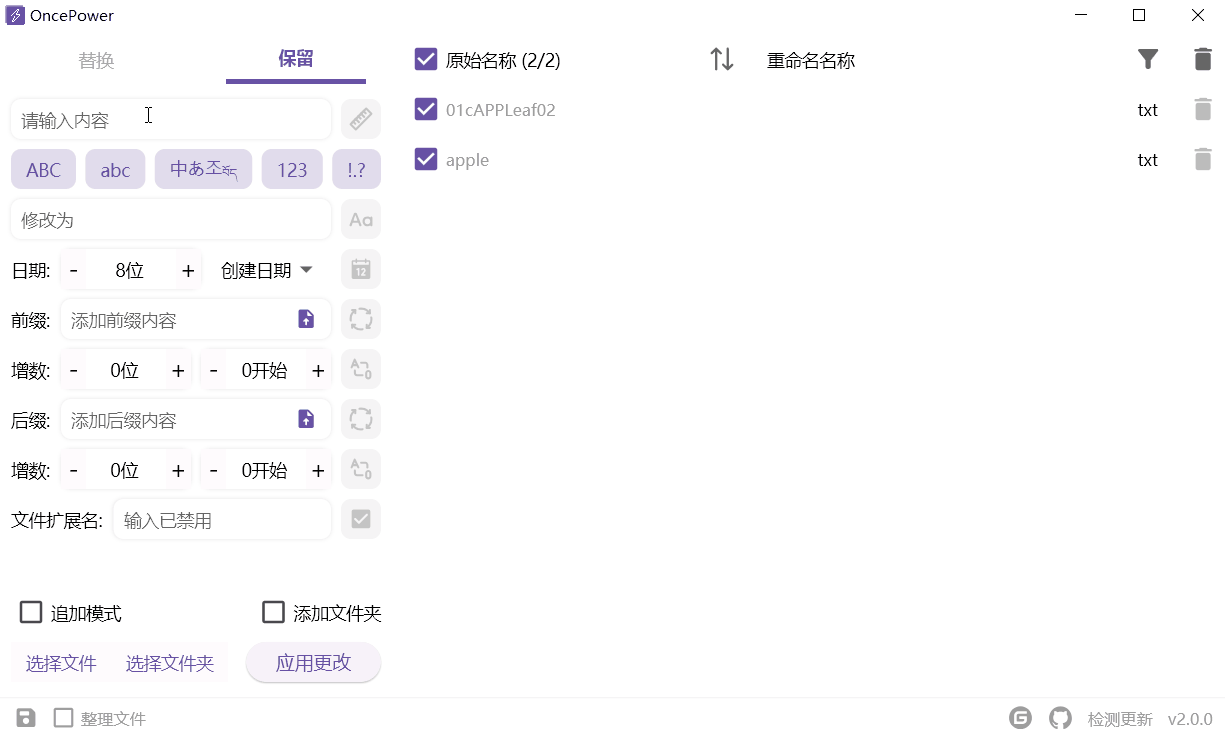 OncePower
替换 保留
原始名称 (2/2) 重命名名称
请输入内容
01cAPPLeaf02 txt
ABC abc 中あ조 123 !.?
apple txt
修改为 Aa
日期: - 8位 + 创建日期 12
前缀: 添加前缀内容
增数: - 0位 + - 0开始 + A 0
后缀: 添加后缀内容
增数: - 0位 + - 0开始 + A 0
文件扩展名: 输入已禁用
追加模式 添加文件夹
选择文件 选择文件夹 应用更改
整理文件 G 检测更新 v2.0.0